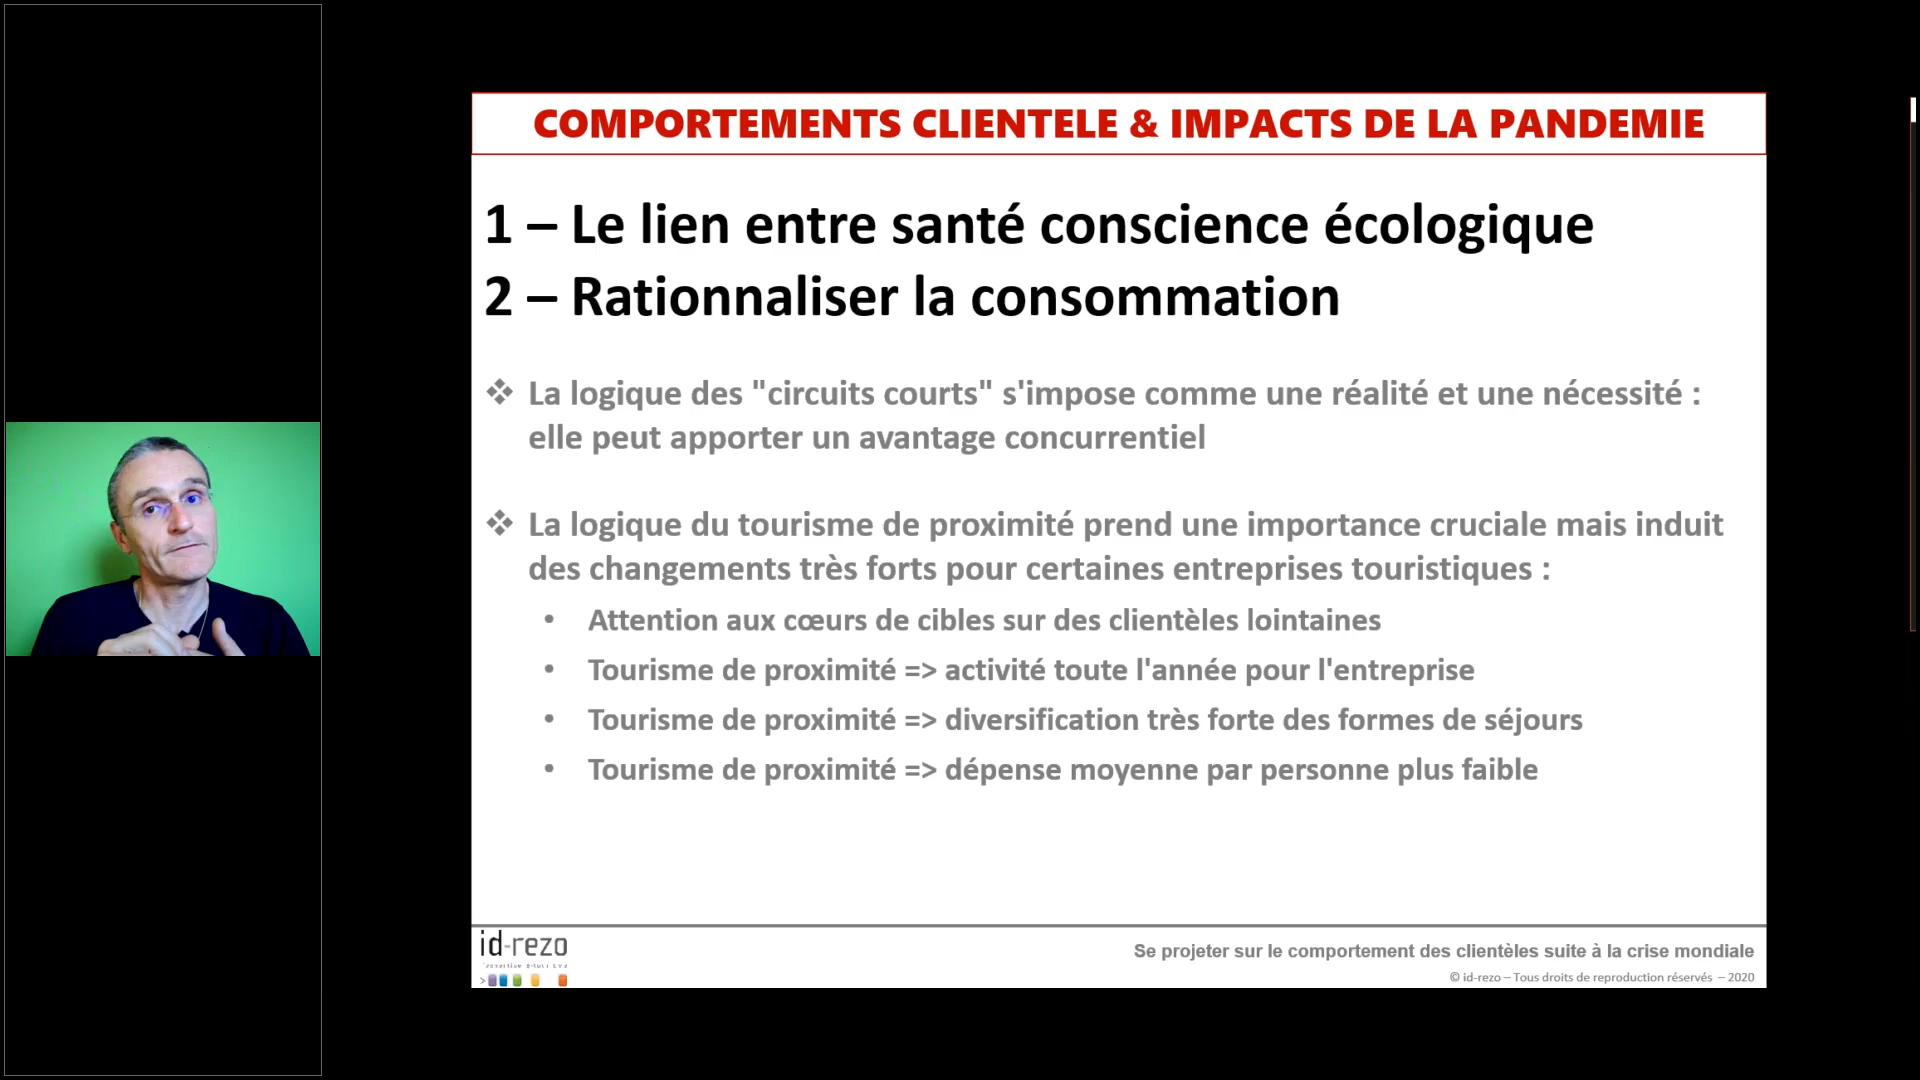 COMPORTEMENTS CLIENTELE & IMPACTS DE LA PANDEMIE
1 – Le lien entre santé conscience écologique
2 – Rationnaliser la consommation
❖ La logique des "circuits courts" s'impose comme une réalité et une nécessité :
elle peut apporter un avantage concurrentiel
❖ La logique du tourisme de proximité prend une importance cruciale mais induit
des changements très forts pour certaines entreprises touristiques :
• Attention aux cœurs de cibles sur des clientèles lointaines
• Tourisme de proximité => activité toute l'année pour l'entreprise
• Tourisme de proximité => diversification très forte des formes de séjours
• Tourisme de proximité => dépense moyenne par personne plus faible
id-rezo
Se projeter sur le comportement des clientèles suite à la crise mondiale
© id-rezo – Tous droits de reproduction réservés – 2020